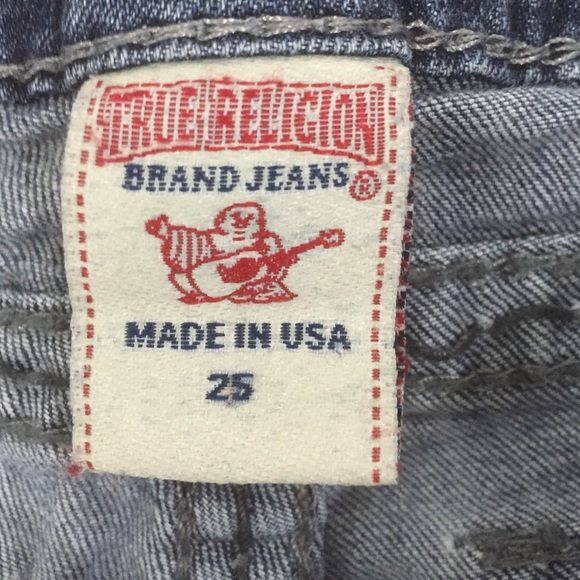 TRUE RELIGION
BRAND JEANS®
MADE IN USA
25